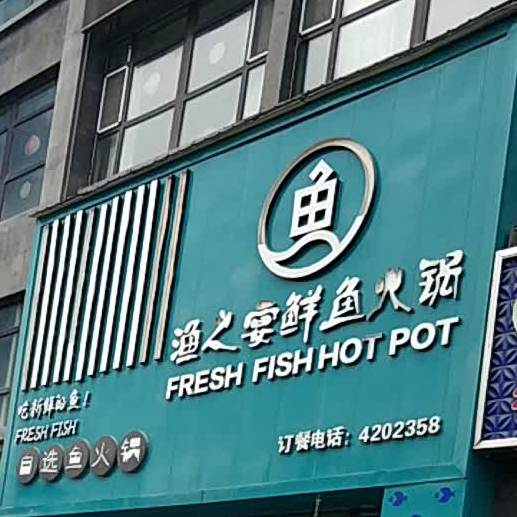 鱼
渔之宴鲜鱼火锅
FRESH FISH HOT POT
吃新鲜的鱼！
FRESH FISH
自选鱼火锅
订餐电话：4202358